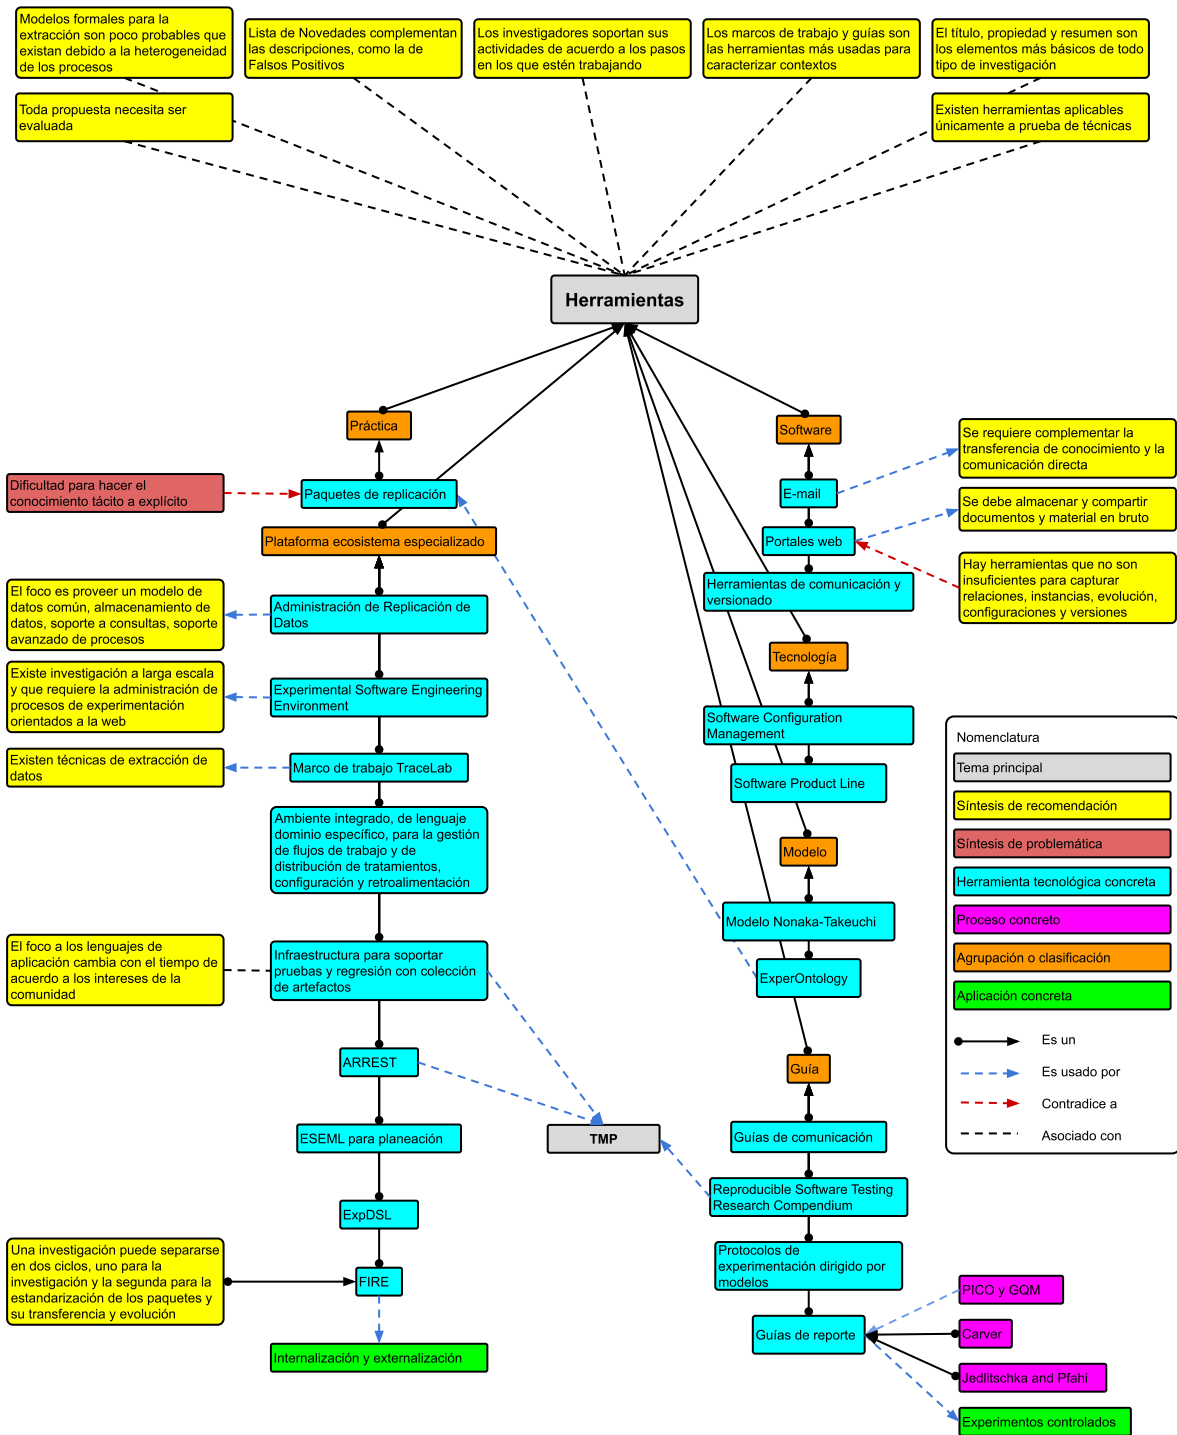 Modelos formales para la
extracción son poco probables que
existan debido a la heterogeneidad
de los procesos
Lista de Novedades complementan
las descripciones, como la de
Falsos Positivos
Los investigadores soportan sus
actividades de acuerdo a los pasos
en los que estén trabajando
Los marcos de trabajo y guías son
las herramientas más usadas para
caracterizar contextos
El título, propiedad y resumen son
los elementos más básicos de todo
tipo de investigación
Toda propuesta necesita ser
evaluada
Existen herramientas aplicables
únicamente a prueba de técnicas
Herramientas
Práctica
Dificultad para hacer el
conocimiento tácito a explícito
Paquetes de replicación
Plataforma ecosistema especializado
El foco es proveer un modelo de
datos común, almacenamiento de
datos, soporte a consultas, soporte
avanzado de procesos
Administración de Replicación de
Datos
Existe investigación a larga escala
y que requiere la administración de
procesos de experimentación
orientados a la web
Experimental Software Engineering
Environment
Existen técnicas de extracción de
datos
Marco de trabajo TraceLab
Ambiente integrado, de lenguaje
dominio específico, para la gestión
de flujos de trabajo y de
distribución de tratamientos,
configuración y retroalimentación
El foco a los lenguajes de
aplicación cambia con el tiempo de
acuerdo a los intereses de la
comunidad
Infraestructura para soportar
pruebas y regresión con colección
de artefactos
ARREST
ESEML para planeación
ExpDSL
Una investigación puede separarse
en dos ciclos, uno para la
investigación y la segunda para la
estandarización de los paquetes y
su transferencia y evolución
FIRE
Internalización y externalización
TMP
Software
E-mail
Se requiere complementar la
transferencia de conocimiento y la
comunicación directa
Portales web
Se debe almacenar y compartir
documentos y material en bruto
Herramientas de comunicación y
versionado
Hay herramientas que no son
insuficientes para capturar
relaciones, instancias, evolución,
configuraciones y versiones
Tecnología
Software Configuration
Management
Software Product Line
Modelo
Modelo Nonaka-Takeuchi
ExperOntology
Guía
Guías de comunicación
Reproducible Software Testing
Research Compendium
Protocolos de
experimentación dirigido por
modelos
Guías de reporte
PICO y GQM
Carver
Jedlitschka and Pfahi
Experimentos controlados
Nomenclatura
Tema principal
Síntesis de recomendación
Síntesis de problemática
Herramienta tecnológica concreta
Proceso concreto
Agrupación o clasificación
Aplicación concreta
Es un
Es usado por
Contradice a
Asociado con